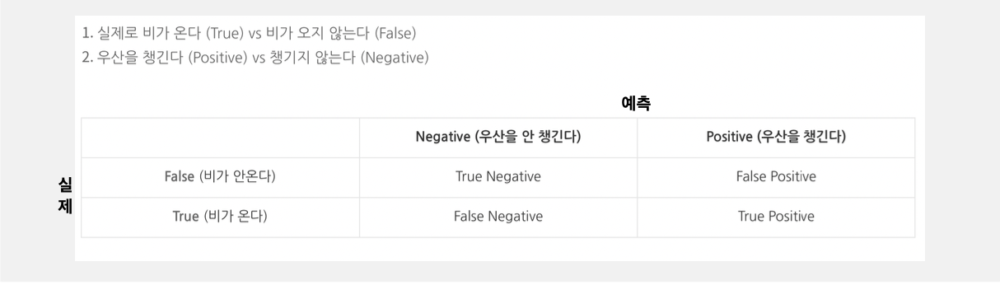 1. 실제로 비가 온다 (True) vs 비가 오지 않는다 (False)
2. 우산을 챙긴다 (Positive) vs 챙기지 않는다 (Negative)
예측
Negative (우산을 안 챙긴다) Positive (우산을 챙긴다)
실제
False (비가 안온다) True Negative False Positive
True (비가 온다) False Negative True Positive